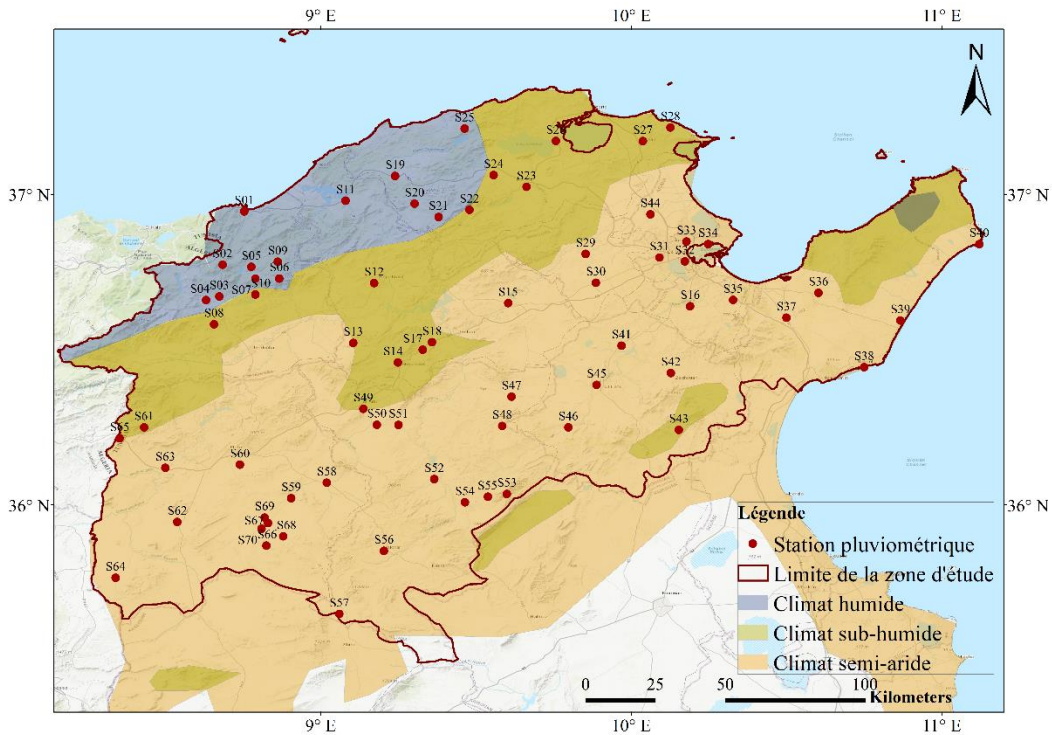 9° E 10° E 11° E
N
S25
S28
S26 S27
S24
S19 S23
S11 S20
37° N 37° N
S01 S21 S22
S44
S33 S34 S40
S02 S05 S09 S29 S31 S32
S06 S12 S30
S04 S03 S07 S10 S15 S16 S35 S36
S08 S37 S39
S13 S17 S18 S41
S14 S42 S38
S45
S47
S49
S61 S50 S51 S48 S46 S43
S65
S63 S60
S58 S52
S59 S55 S53
36° N S54 36° N
S62 S69
S67 S68
S66
S70 S56
S64
S57
Légende
Station pluviométrique
Limite de la zone d'étude
Climat humide
Climat sub-humide
Climat semi-aride
0 25 50 100
Kilometers
9° E 10° E 11° E